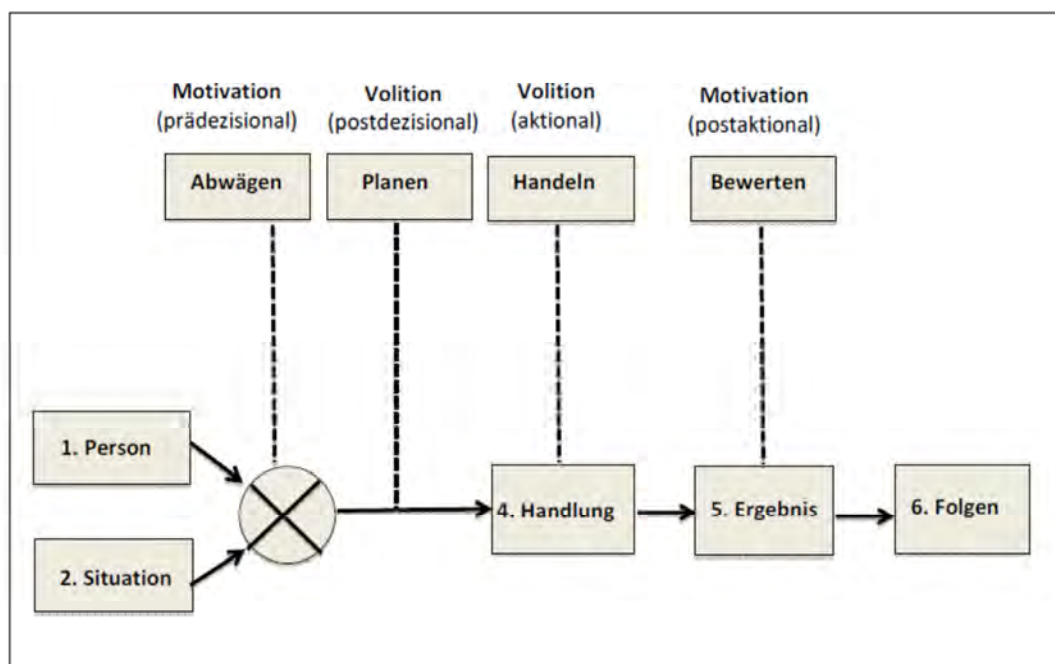 Motivation
(prädezisional)
Volition
(postdezisional)
Volition
(aktional)
Motivation
(postaktional)
Abwägen
Planen
Handeln
Bewerten
1. Person
2. Situation
4. Handlung
5. Ergebnis
6. Folgen